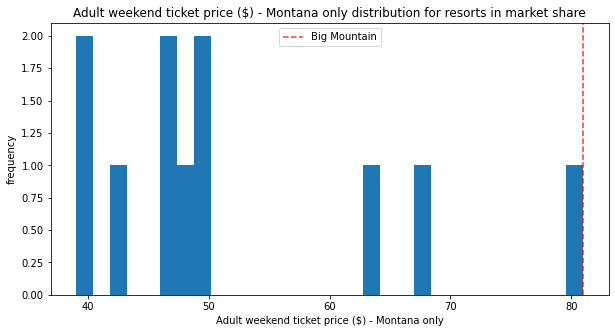 Adult weekend ticket price ($) - Montana only distribution for resorts in market share
Big Mountain
2.00
1.75
1.50
1.25
1.00
0.75
0.50
0.25
0.00
frequency
40 50 60 70 80
Adult weekend ticket price ($) - Montana only